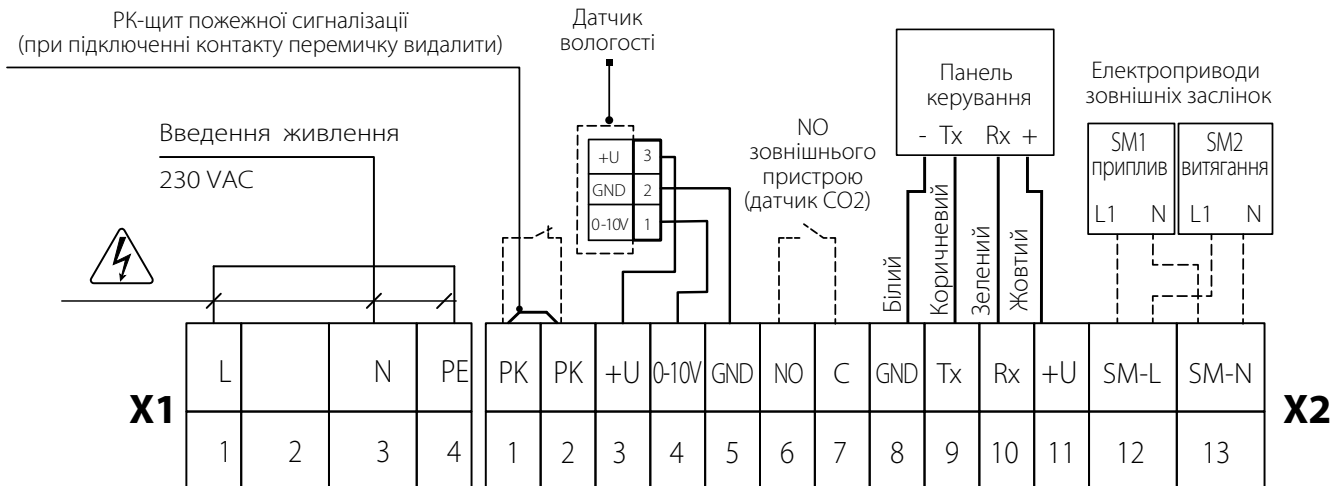 РК-щит пожежної сигналізації
(при підключенні контакту перемичку видалити)
Датчик
вологості
Введення живлення
230 VAC
+U 3
GND 2
0-10V 1
NO
зовнішнього
пристрою
(датчик СО2)
Панель
керування
- Tx Rx +
Білий
Коричневий
Зелений
Жовтий
Електроприводи
зовнішніх заслінок
SM1
приплив
L1 N
SM2
витягання
L1 N
X1
L N PE
1 2 3 4
PK PK +U 0-10V GND NO C GND Tx Rx +U SM-L SM-N
1 2 3 4 5 6 7 8 9 10 11 12 13
X2